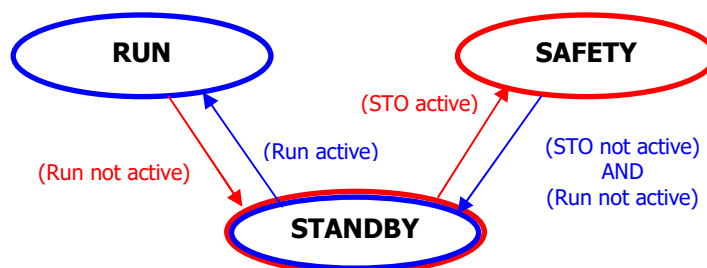 RUN
SAFETY
(STO active)
(Run active)
(Run not active)
(STO not active)
AND
(Run not active)
STANDBY